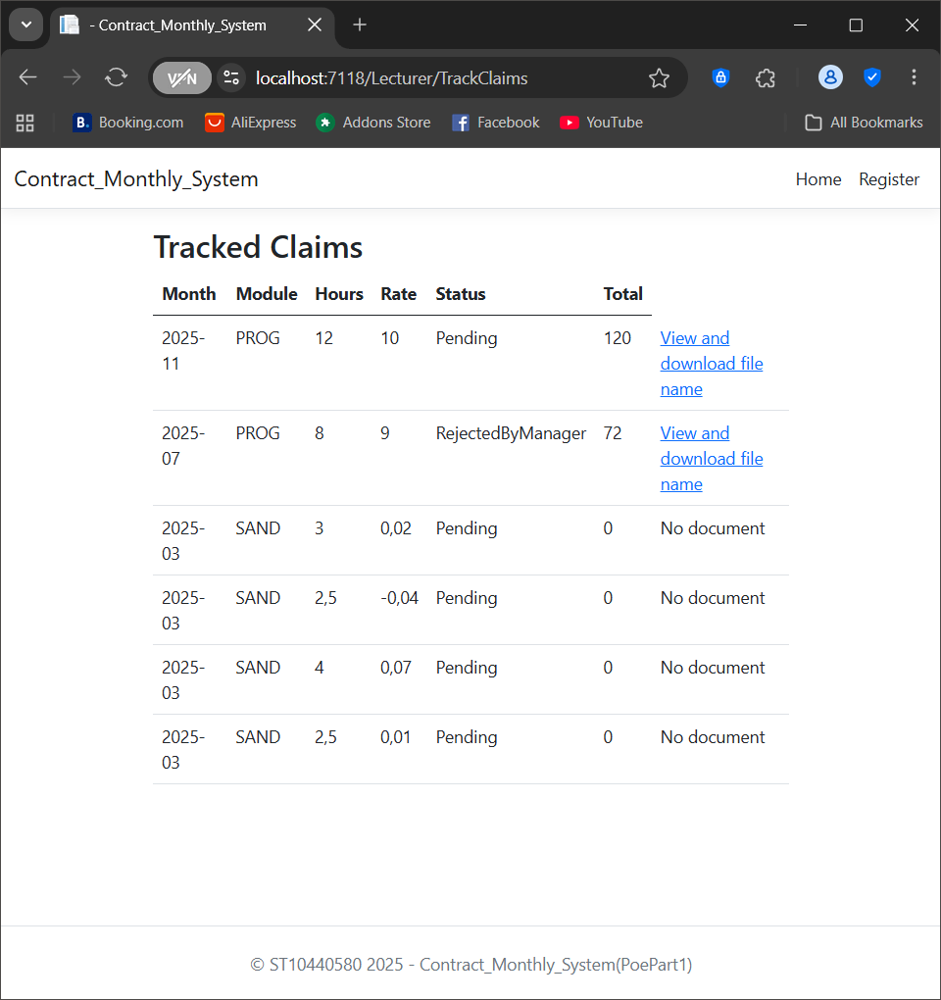 - Contract_Monthly_System
VPN
localhost:7118/Lecturer/TrackClaims
B. Booking.com AliExpress Addons Store Facebook YouTube All Bookmarks
Contract_Monthly_System Home Register
Tracked Claims
Month Module Hours Rate Status Total
2025- PROG 12 10 Pending 120 View and
11 download file
name
2025- PROG 8 9 RejectedByManager 72 View and
07 download file
name
2025- SAND 3 0,02 Pending 0 No document
03
2025- SAND 2,5 -0,04 Pending 0 No document
03
2025- SAND 4 0,07 Pending 0 No document
03
2025- SAND 2,5 0,01 Pending 0 No document
03
© ST10440580 2025 - Contract_Monthly_System(PoePart1)